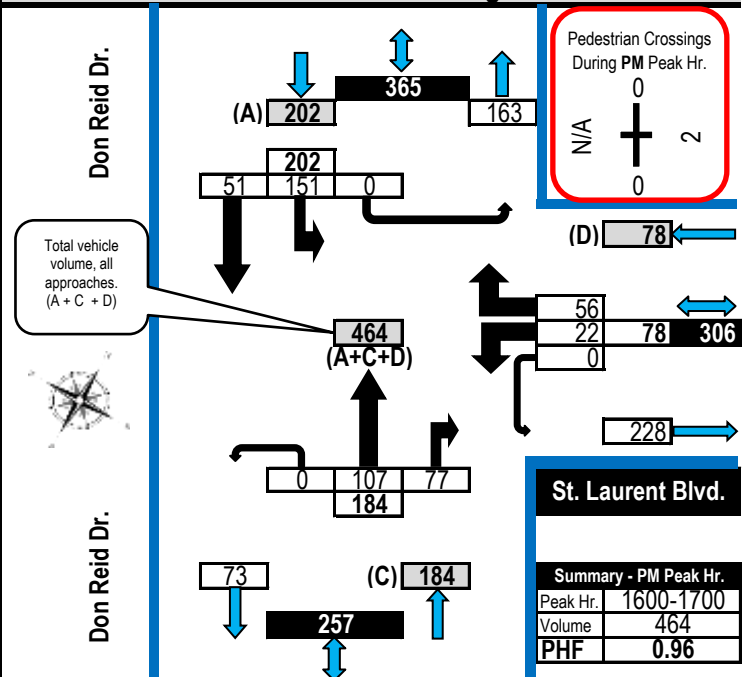 Don Reid Dr.
365
(A) 202
163
202
51 151 0
Pedestrian Crossings
During PM Peak Hr.
0
N/A
2
0
(D) 78
Total vehicle
volume, all
approaches.
(A + C + D)
464
(A+C+D)
56
22 78 306
0
228
0 107 77
184
St. Laurent Blvd.
Don Reid Dr.
73
(C) 184
257
Summary - PM Peak Hr.
Peak Hr. 1600-1700
Volume 464
PHF 0.96